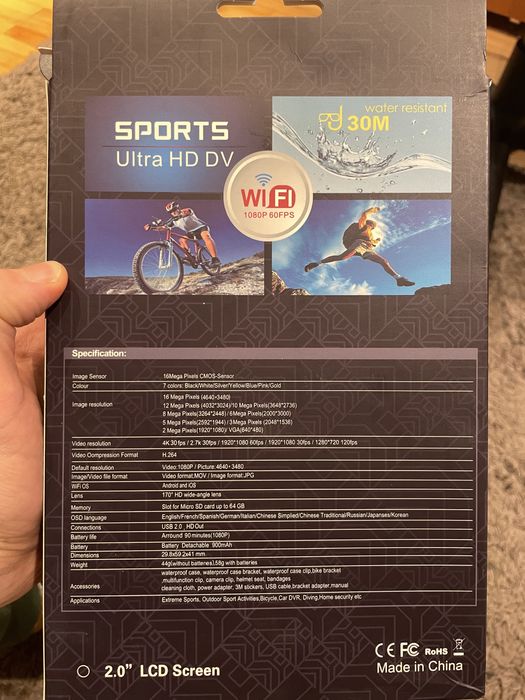 SPORTS
Ultra HD DV
water resistant
30M
WiFi
1080P 60FPS
Specification:
Image Sensor 16Mega Pixels CMOS-Sensor
Colour 7 colors: Black/White/Silver/Yellow/Blue/Pink/Gold
Image resolution 16 Mega Pixels (4640×3480)
12 Mega Pixels (4032*3024)/10 Mega Pixels(3648*2736)
8 Mega Pixels(3264*2448) / 6Mega Pixels(2000*3000)
5 Mega Pixels(2592*1944) / 3Mega Pixels (2048*1536)
2 Mega Pixels(1920*1080)/ VGA(640*480)
Video resolution 4K 30fps / 2.7k 30fps / 1920*1080 60fps / 1920*1080 30fps / 1280*720 120fps
Video Oompression Format H.264
Default resolution Video:1080P / Picture: 4640×3480
Image/Video file format Video format:MOV / Image format:JPG
WiFi OS Android and iOS
Lens 170° HD wide-angle lens
Memory Slot for Micro SD card up to 64 GB
OSD language English/French/Spanish/German/Italian/Chinese Simplied/Chinese Traditional/Russian/Japanses/Korean
Connections USB 2.0 HD Out
Battery life Arround 90 minutes(1080P)
Battery Battery Detachable 900mAh
Dimensions 29.8x59.2x41 mm
Weight 44g(without batteries),58g with batteries
Accessories waterproof case, waterproof case bracket, waterproof case clip,bike bracket
,multifunction clip, camera clip, helmet seat, bandages
cleaning cloth, power adapter, 3M stickers, USB cable,bracket adapter,manual
Applications Extreme Sports, Outdoor Sport Activities,Bicycle,Car DVR, Diving,Home security etc
CE FC RoHS
2.0” LCD Screen
Made in China